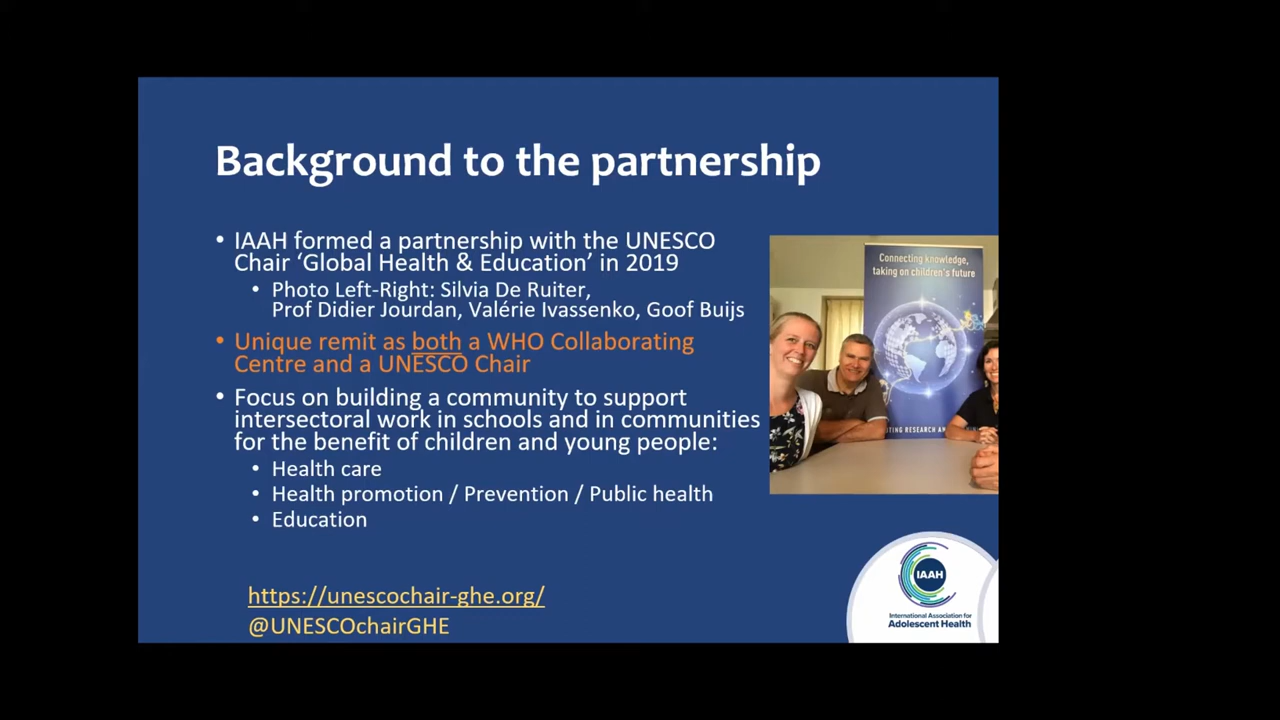 Background to the partnership
• IAAH formed a partnership with the UNESCO
Chair ‘Global Health & Education’ in 2019
• Photo Left-Right: Silvia De Ruiter,
Prof Didier Jourdan, Valérie Ivassenko, Goof Buijs
• Unique remit as both a WHO Collaborating
Centre and a UNESCO Chair
• Focus on building a community to support
intersectoral work in schools and in communities
for the benefit of children and young people:
• Health care
• Health promotion / Prevention / Public health
• Education
https://unescochair-ghe.org/
@UNESCOchairGHE
Connecting knowledge,
taking on children's future
RESEARCH
IAAH
International Association for
Adolescent Health